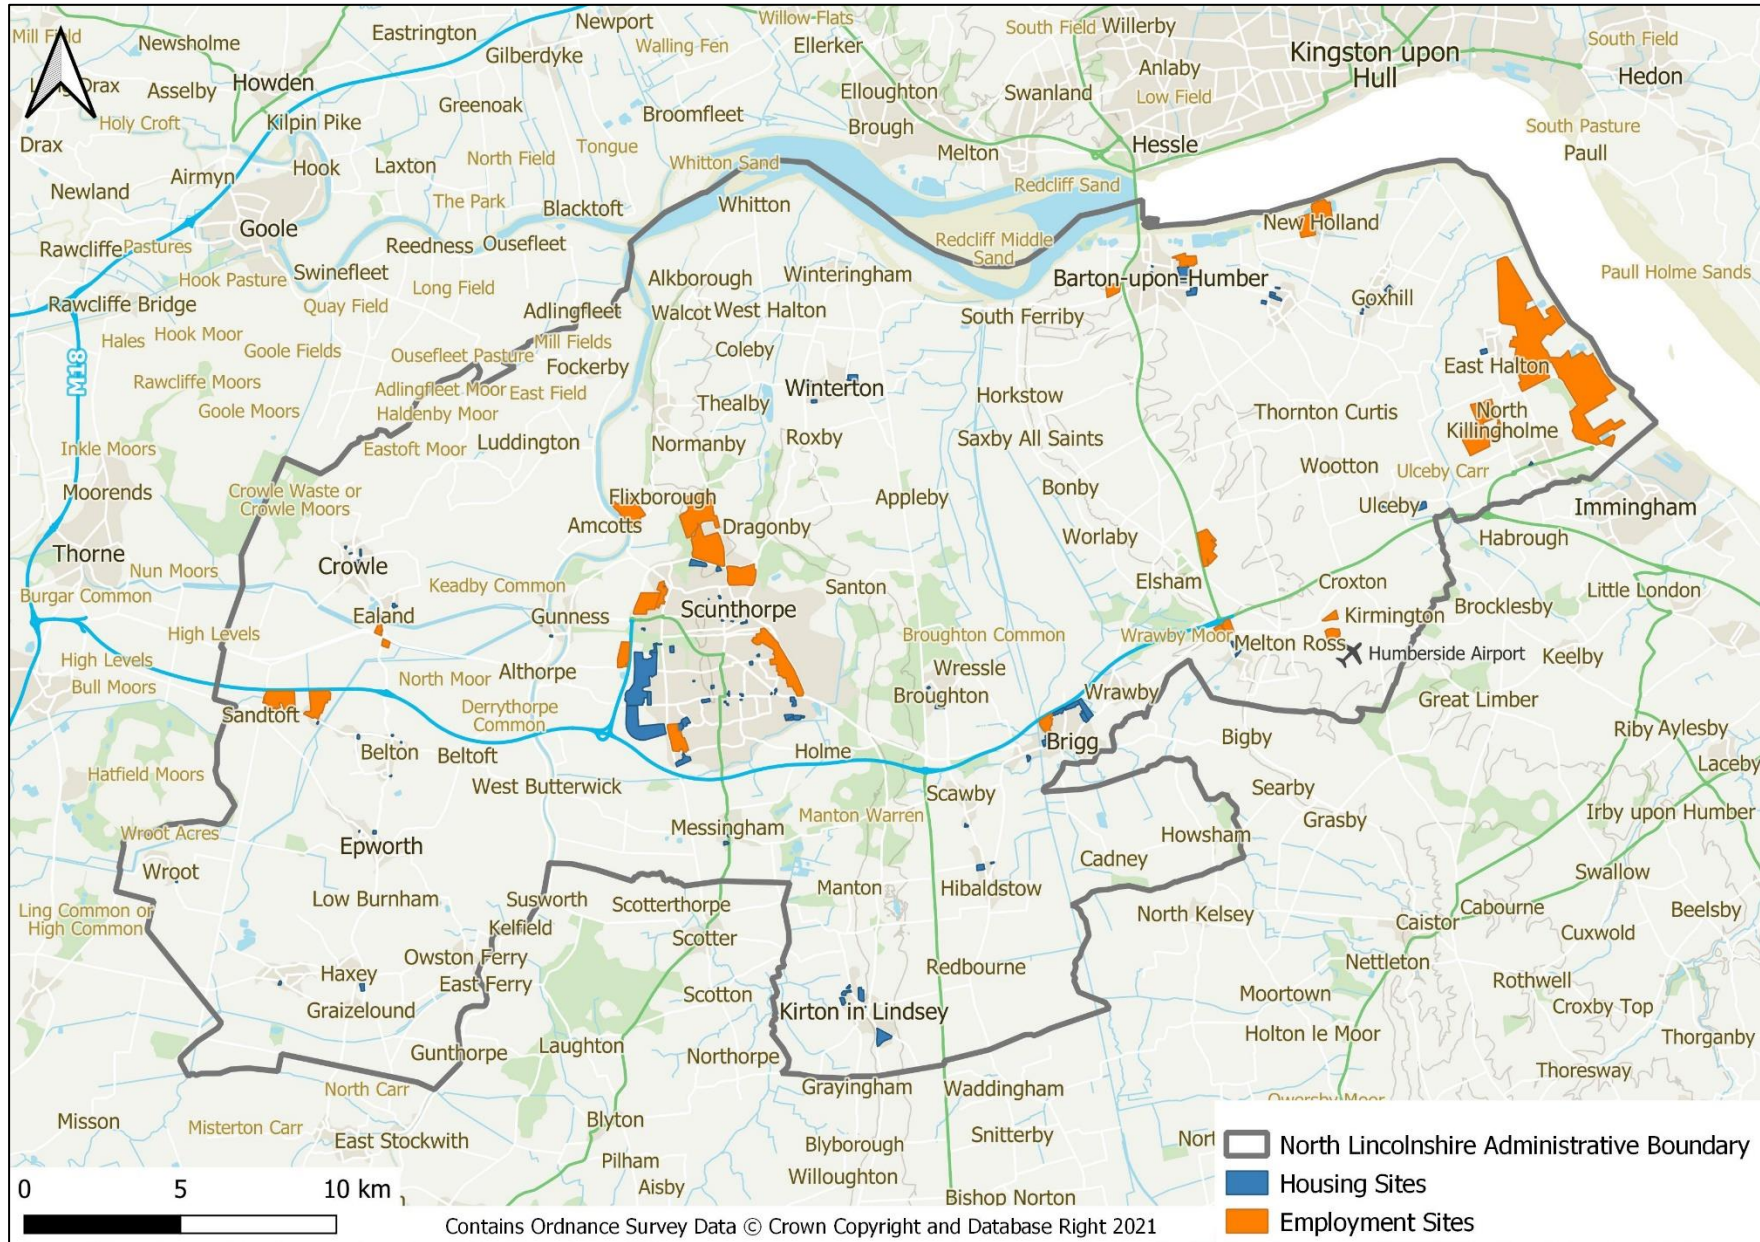 Mill Field
Newsholme
Eastrington
Newport
Gilberdyke
Willow Flats
Ellerker
Walling Fen
South Field
Willerby
Kingston upon
Hull
South Field
Hedon
Drax
Asselby
Howden
Holy Croft
Kilpin Pike
Greenoak
Broomfleet
Elloughton
Brough
Swanland
Anlaby
Low Field
Drax
Airmyn
Hook
Laxton
North Field
Tongue
Whitton Sand
Melton
Hessle
South Pasture
Paull
Newland
Goole
The Park
Blacktoft
Whitton
Redcliff Sand
New Holland
Rawcliffe
Pastures
Reedness
Ousefleet
Redcliff Middle
Sand
Hook Pasture
Swinefleet
Long Field
Alkborough
Winteringham
Barton-upon-Humber
Goxhill
Paull Holme Sands
Rawcliffe Bridge
Quay Field
Adlingfleet
Walcot
West Halton
South Ferriby
Hales
Hook Moor
Goole Fields
Ousefleet Pasture
Mill Fields
Fockerby
Coleby
East Halton
M18
Rawcliffe Moors
Adlingfleet Moor
East Field
Winterton
Horkstow
Goole Moors
Haldenby Moor
Thealby
Thornton Curtis
North
Killingholme
Inkle Moors
Eastoft Moor
Luddington
Normanby
Roxby
Saxby All Saints
Wootton
Ulceby Carr
Moorends
Crowle Waste or
Crowle Moors
Flixborough
Appleby
Bonby
Ulceby
Immingham
Amcotts
Dragonby
Worlaby
Habrough
Thorne
Nun Moors
Crowle
Keadby Common
Santon
Elsham
Croxton
Little London
Burgar Common
Ealand
Gunness
Scunthorpe
Kirmington
Brocklesby
High Levels
Broughton Common
Wrawby Moor
Melton Ross
Humberside Airport
Keelby
High Levels
Bull Moors
North Moor
Althorpe
Wressle
Broughton
Wrawby
Great Limber
Sandtoft
Derrythorpe
Common
Riby
Aylesby
Belton
Beltoft
Holme
Brigg
Bigby
Laceby
Hatfield Moors
West Butterwick
Scawby
Searby
Irby upon Humber
Wroot Acres
Epworth
Messingham
Manton Warren
Howsham
Grasby
Wroot
Cadney
Swallow
Low Burnham
Susworth
Scotterthorpe
Manton
Hibaldstow
Ling Common or
High Common
Kelfield
North Kelsey
Caistor
Cabourne
Beelsby
Scotter
Cuxwold
Haxey
Owston Ferry
East Ferry
Redbourne
Nettleton
Rothwell
Graizelound
Scotton
Kirton in Lindsey
Moortown
Croxby Top
Gunthorpe
Laughton
Northorpe
Holton le Moor
Thorganby
North Carr
Grayingham
Waddingham
Thoresway
Misson
Misterton Carr
East Stockwith
Blyton
Blyborough
Snitterby
Owersby Moor
Pilham
Aisby
Willoughton
Bishop Norton
North Lincolnshire Administrative Boundary
Housing Sites
Employment Sites
0 5 10 km
Contains Ordnance Survey Data © Crown Copyright and Database Right 2021